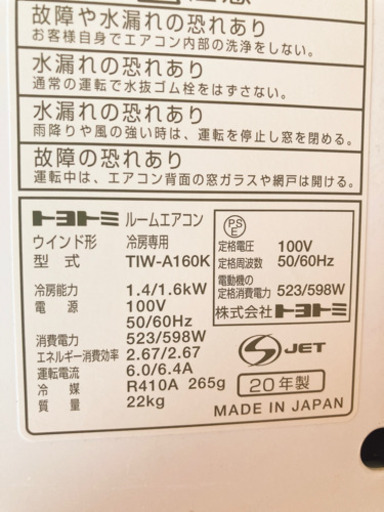 故障や水漏れの恐れあり
お客様自身でエアコン内部の洗浄をしない。
水漏れの恐れあり
通常の運転で水抜ゴム栓をはずさない。
水漏れの恐れあり
雨降りや風の強い時は、運転を停止し窓を閉める。
故障の恐れあり
運転中は、エアコン背面の窓ガラスや網戸は開ける。
トヨトミ ルームエアコン
ウインド形 冷房専用
型式 TIW-A160K
冷房能力 1.4/1.6kW
電源 100V
50/60Hz
消費電力 523/598W
エネルギー消費効率 2.67/2.67
運転電流 6.0/6.4A
冷媒 R410A 265g
質量 22kg
PS
E
定格電圧 100V
定格周波数 50/60Hz
電動機の
定格消費電力 523/598W
株式会社トヨトミ
S JET
20年製
MADE IN JAPAN